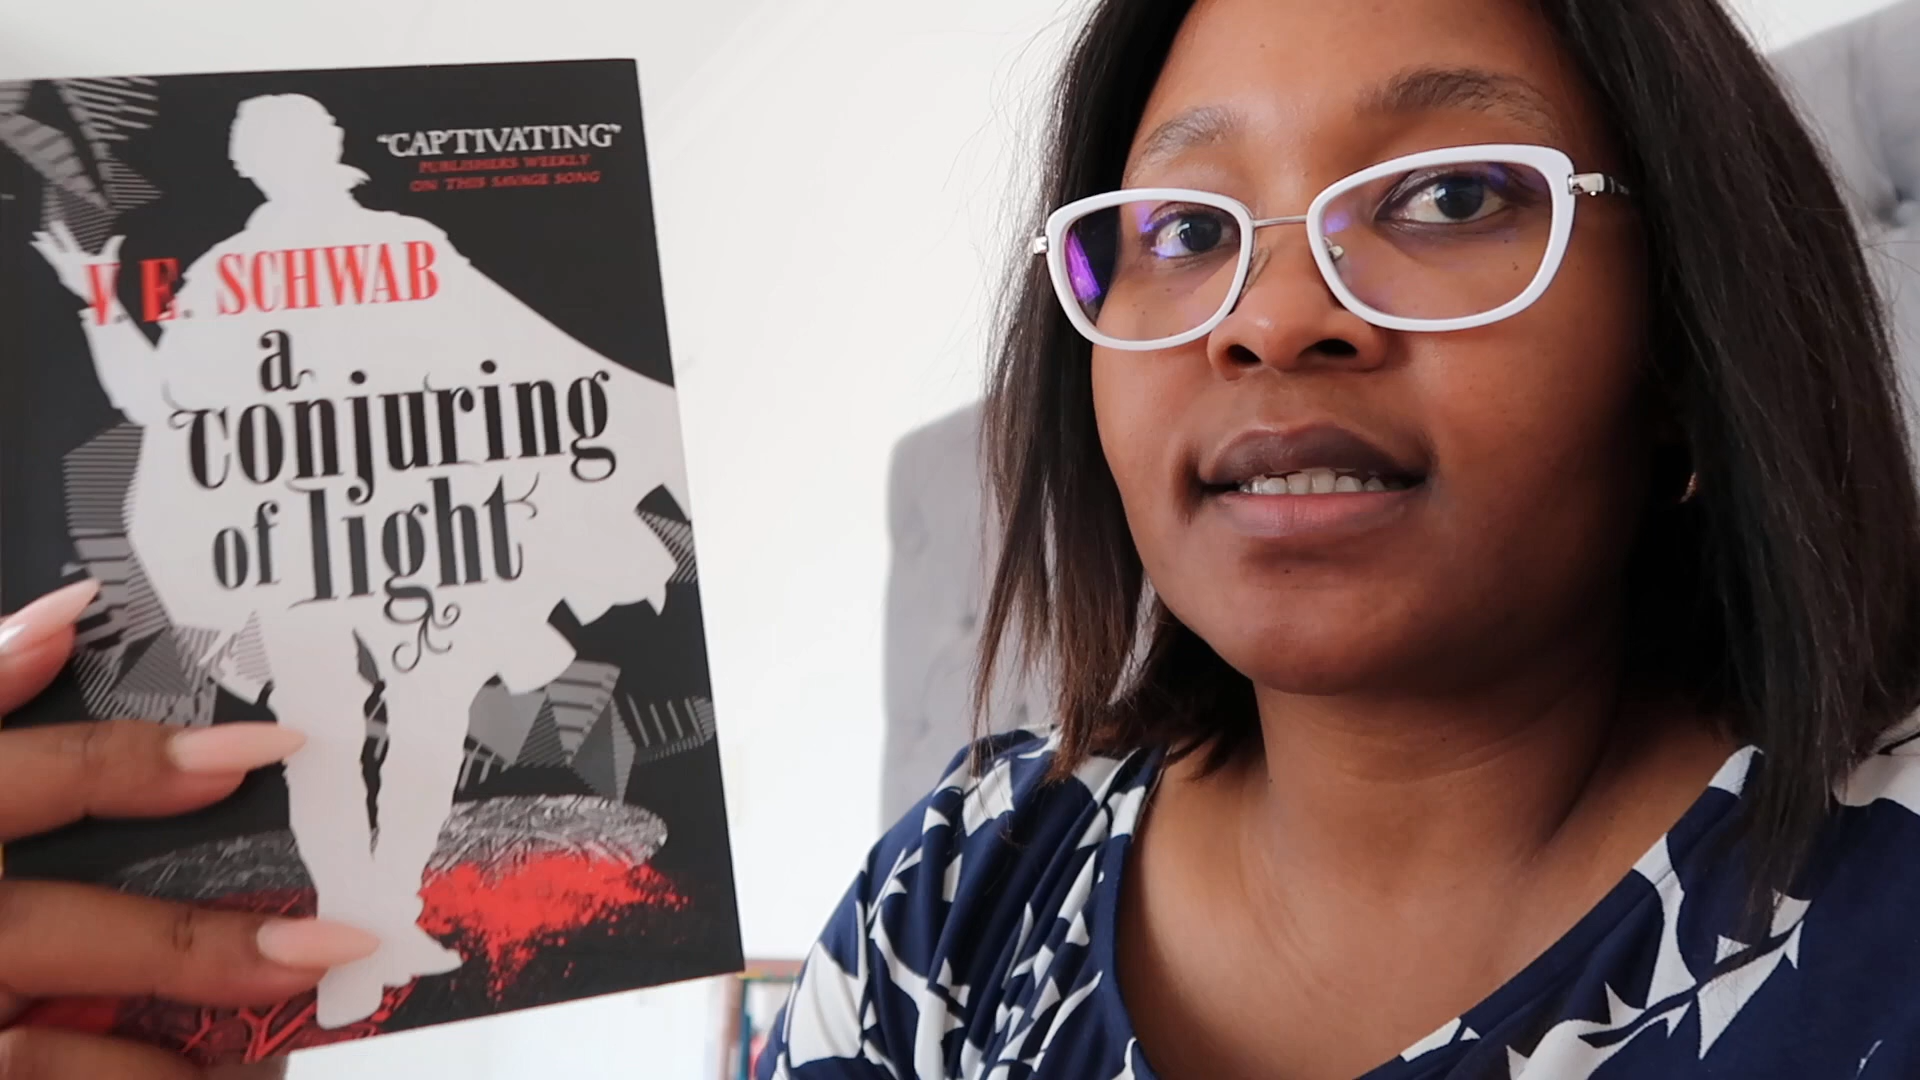 "CAPTIVATING"
PUBLISHERS WEEKLY
ON THIS SAVAGE SONG
V. E. SCHWAB
a
conjuring
of light